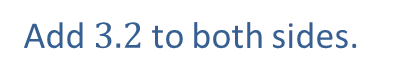 Add 3.2 to both sides.